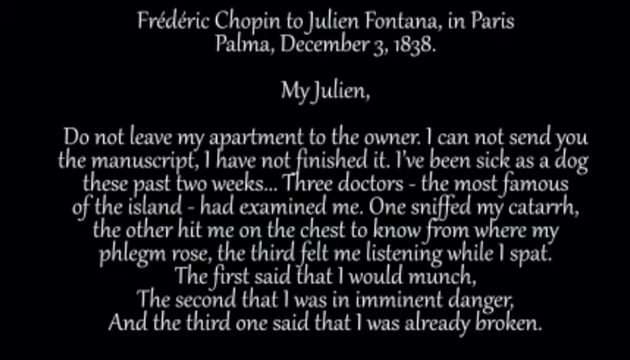 Frédéric Chopin to Julien Fontana, in Paris
Palma, December 3, 1838.
My Julien,
Do not leave my apartment to the owner. I can not send you
the manuscript, I have not finished it. I've been sick as a dog
these past two weeks... Three doctors - the most famous
of the island - had examined me. One sniffed my catarrh,
the other hit me on the chest to know from where my
phlegm rose, the third felt me listening while I spat.
The first said that I would munch,
The second that I was in imminent danger,
And the third one said that I was already broken.